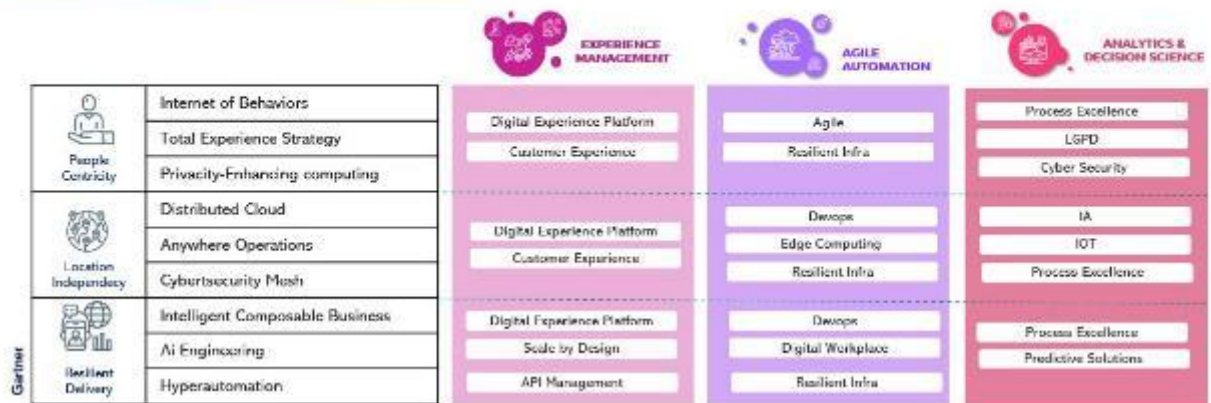 EXPERIENCE
MANAGEMENT
AGILE
AUTOMATION
ANALYTICS &
DECISION SCIENCE
Gartner
People
Centricity
Internet of Behaviors
Total Experience Strategy
Privacity-Enhancing computing
Digital Experience Platform
Customer Experience
Agile
Resilient Infra
Process Excellence
LGPD
Cyber Security
Location
Independecy
Distributed Cloud
Anywhere Operations
Cybertsecurity Mesh
Digital Experience Platform
Customer Experience
Devops
Edge Computing
Resilient Infra
IA
IOT
Process Excellence
Resilient
Delivery
Intelligent Composable Business
Ai Engineering
Hyperautomation
Digital Experience Platform
Scale by Design
API Management
Devops
Digital Workplace
Resilient Infra
Process Excellence
Predictive Solutions